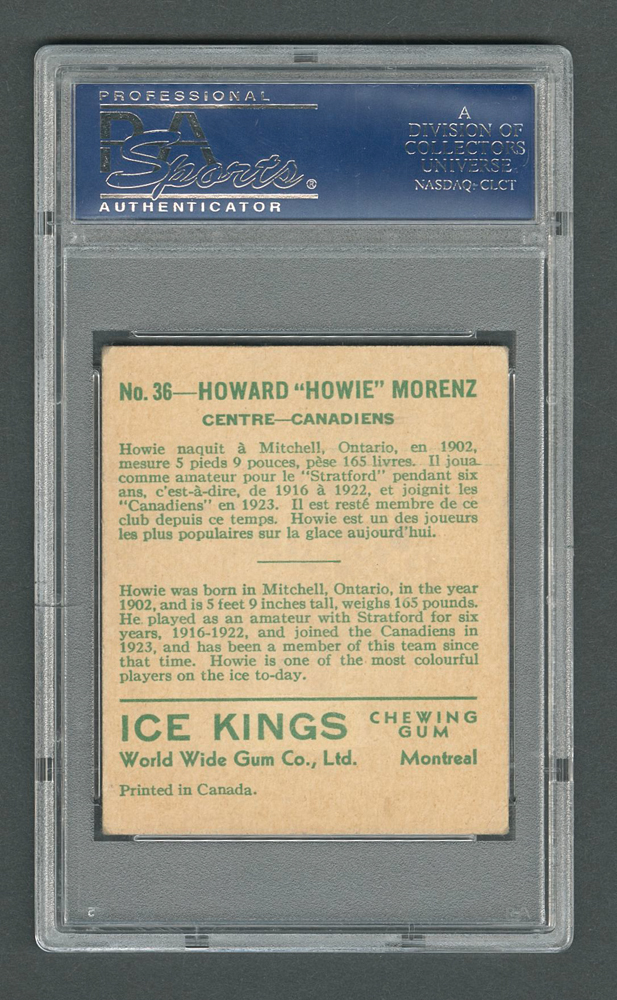 PROFESSIONAL
PSA
Sports®
AUTHENTICATOR
A
DIVISION OF
COLLECTORS
UNIVERSE
NASDAQ: CLCT
No. 36—HOWARD "HOWIE" MORENZ
CENTRE—CANADIENS
Howie naquit à Mitchell, Ontario, en 1902,
mesure 5 pieds 9 pouces, pèse 165 livres. Il joua
comme amateur pour le "Stratford" pendant six
ans, c'est-à-dire, de 1916 à 1922, et joignit les
"Canadiens" en 1923. Il est resté membre de ce
club depuis ce temps. Howie est un des joueurs
les plus populaires sur la glace aujourd'hui.
Howie was born in Mitchell, Ontario, in the year
1902, and is 5 feet 9 inches tall, weighs 165 pounds.
He played as an amateur with Stratford for six
years, 1916-1922, and joined the Canadiens in
1923, and has been a member of this team since
that time. Howie is one of the most colourful
players on the ice to-day.
ICE KINGS CHEWING GUM
World Wide Gum Co., Ltd. Montreal
Printed in Canada.